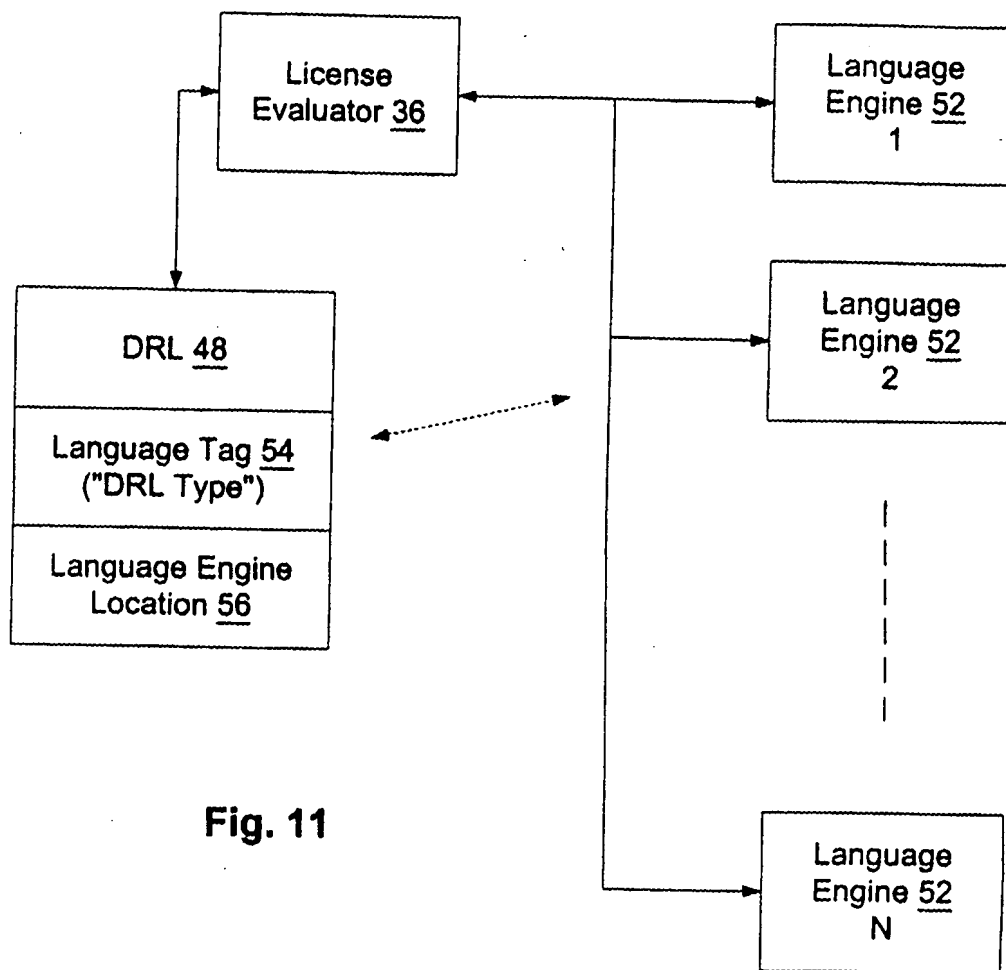 License
Evaluator 36
Language
Engine 52
1
Language
Engine 52
2
DRL 48
Language Tag 54
("DRL Type")
Language Engine
Location 56
Fig. 11
Language
Engine 52
N